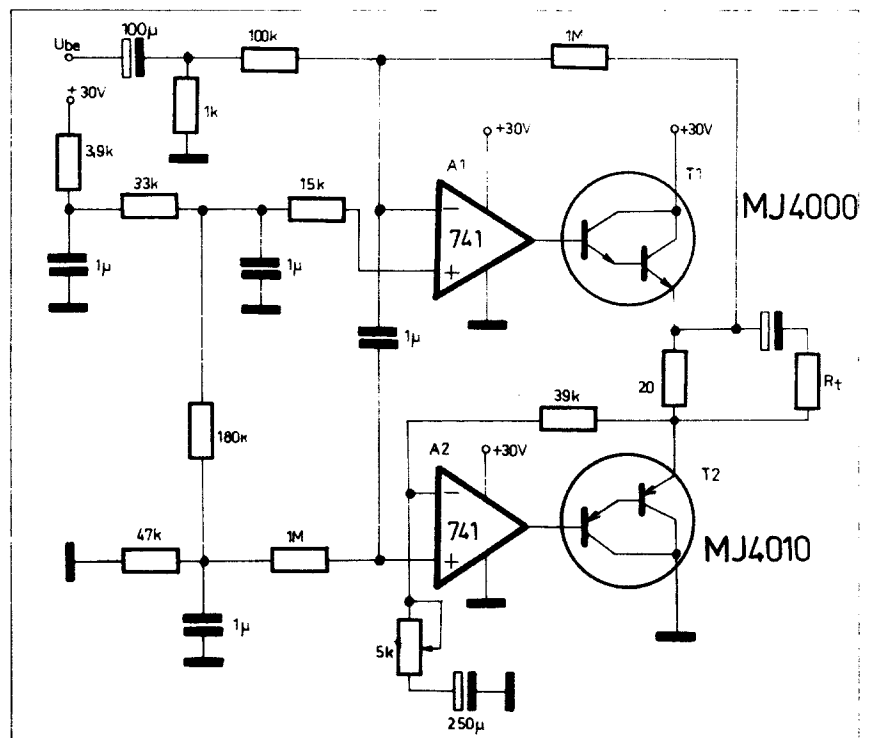 100µ
Ube
100k
1M
+30V
1k
3,9k
33k
15k
A1
+30V
+30V
T1
MJ4000
741
−
+
1µ
1µ
1µ
20
Rt
39k
180k
A2
+30V
T2
741
−
+
MJ4010
47k
1M
1µ
5k
250µ